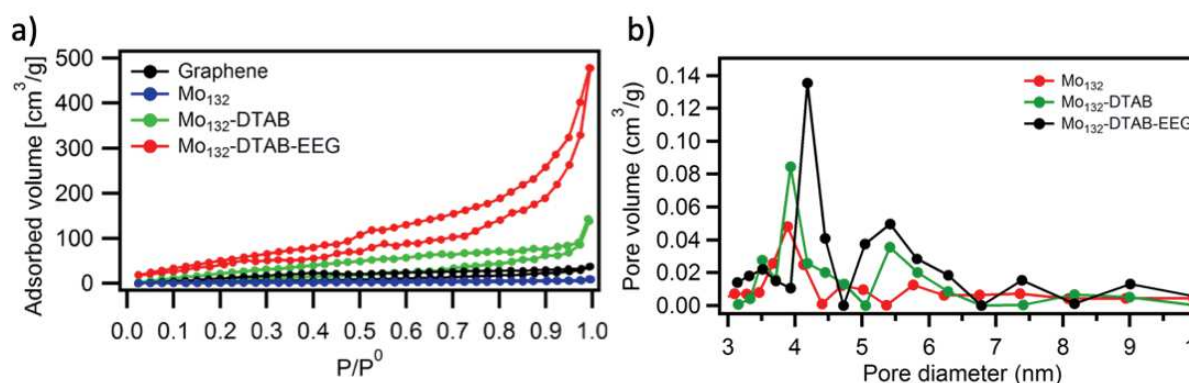 a)
Adsorbed volume [cm³/g]
500
400
300
200
100
0
Graphene
Mo₁₃₂
Mo₁₃₂-DTAB
Mo₁₃₂-DTAB-EEG
0.0 0.1 0.2 0.3 0.4 0.5 0.6 0.7 0.8 0.9 1.0
P/P⁰
b)
Pore volume (cm³/g)
0.14
0.12
0.10
0.08
0.06
0.04
0.02
0.00
Mo₁₃₂
Mo₁₃₂-DTAB
Mo₁₃₂-DTAB-EEG
3 4 5 6 7 8 9
Pore diameter (nm)